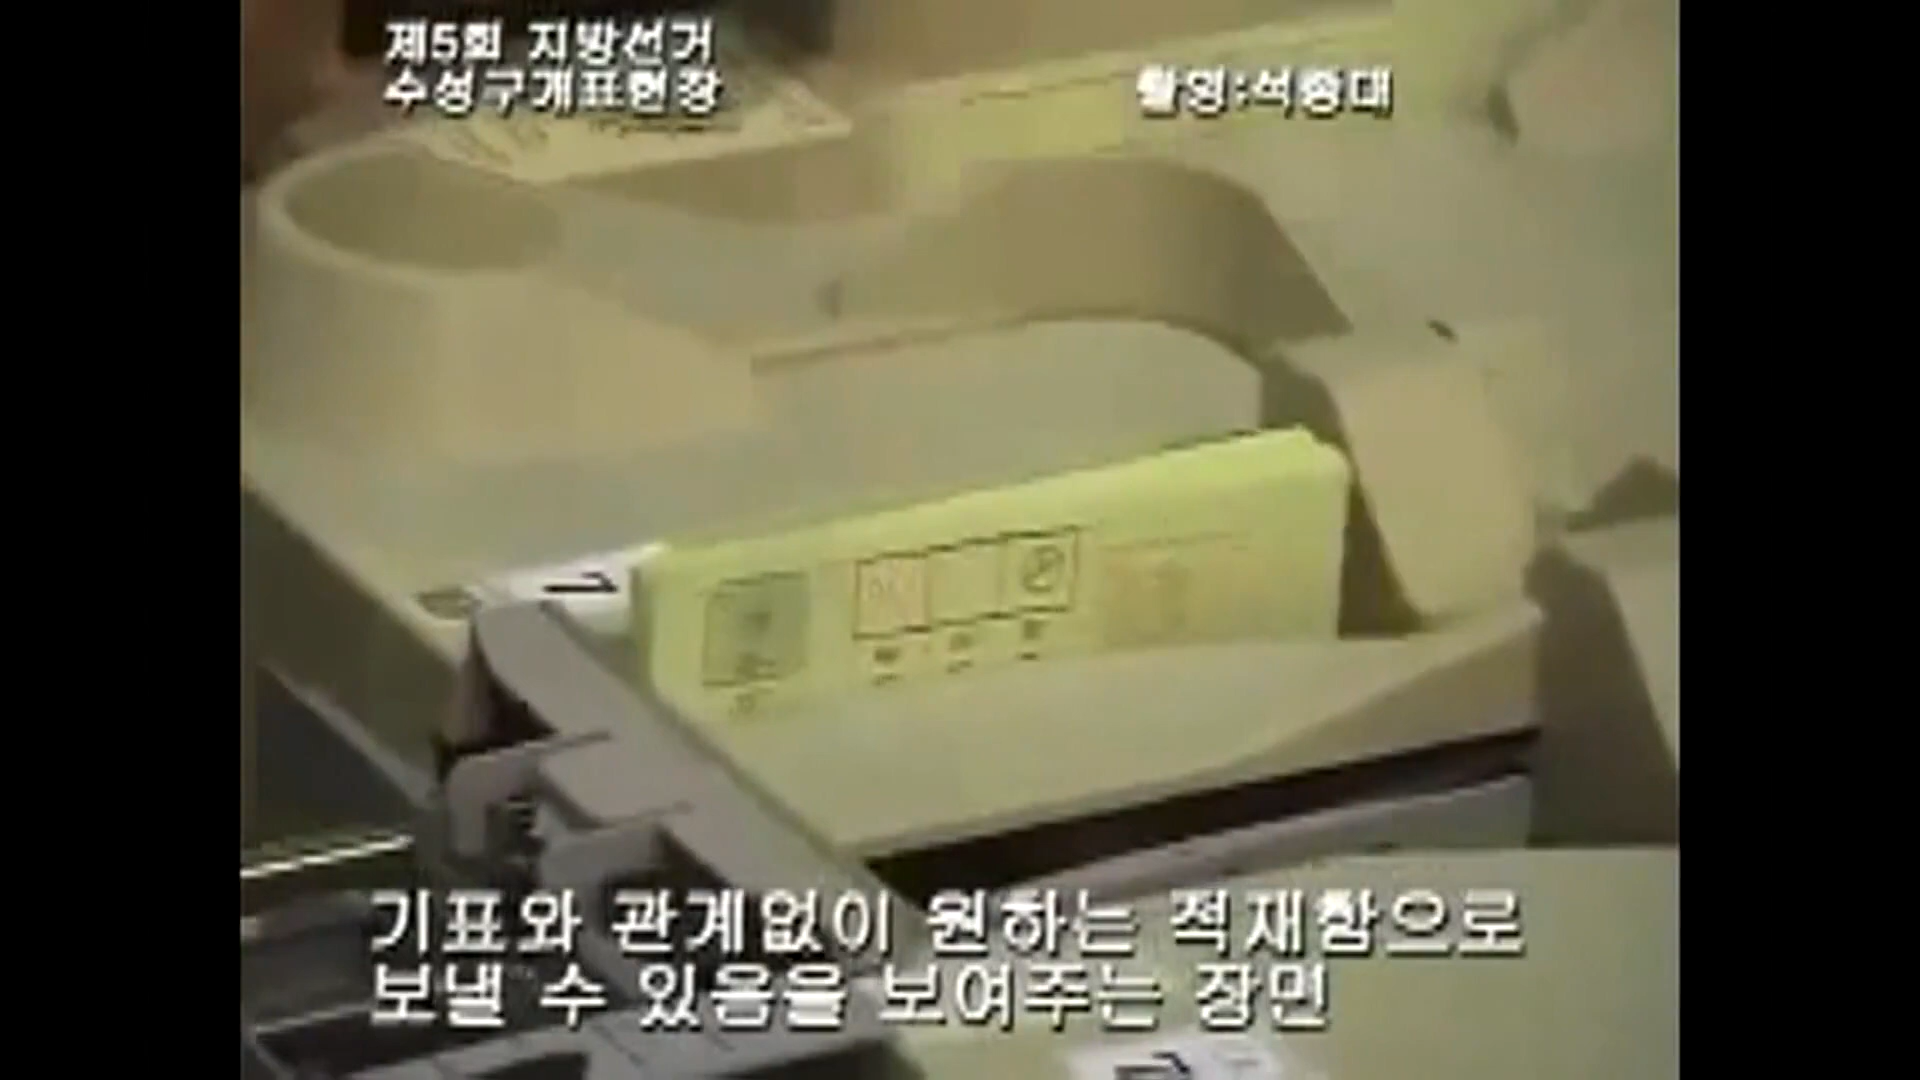 제5회 지방선거
수성구개표현장
촬영:석종대
기표와 관계없이 원하는 적재함으로
보낼 수 있음을 보여주는 장면